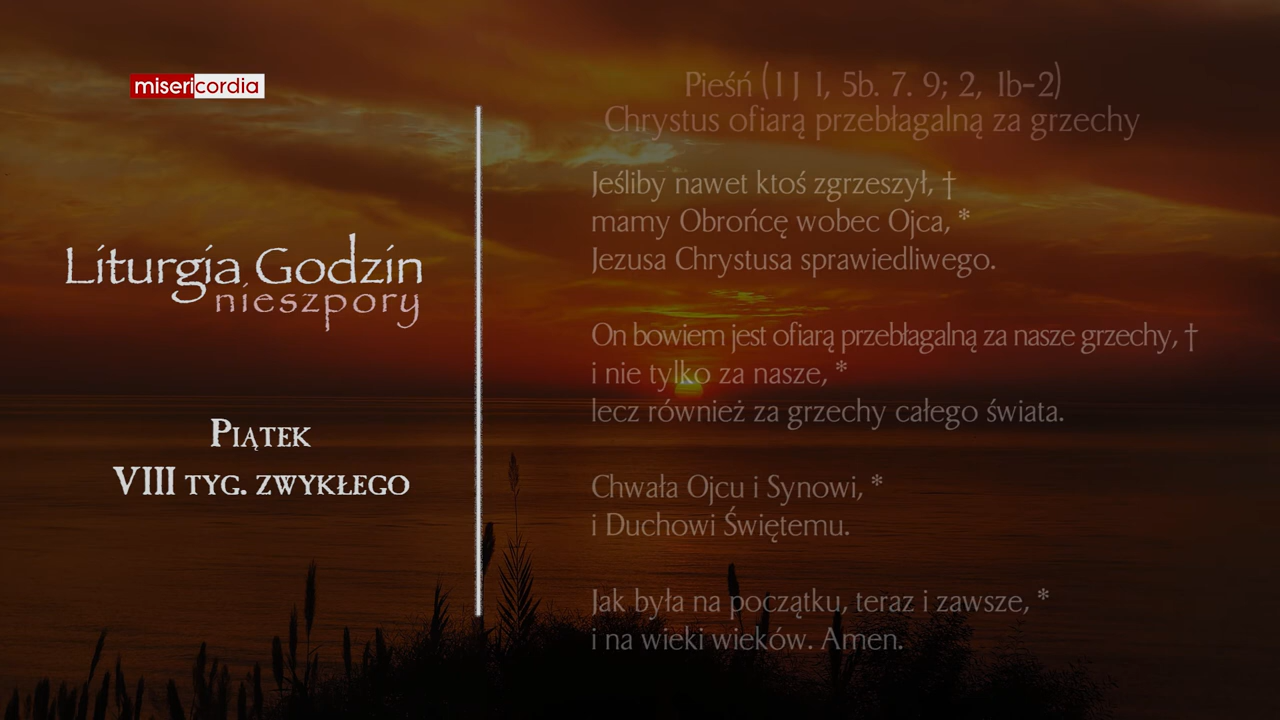 misericordia
Liturgia Godzin
nieszpory
Piątek
VIII tyg. zwykłego
Pieśń (1 J 1, 5b. 7. 9; 2, 1b-2)
Chrystus ofiarą przebłagalną za grzechy
Jeśliby nawet ktoś zgrzeszył, †
mamy Obrońcę wobec Ojca, *
Jezusa Chrystusa sprawiedliwego.
On bowiem jest ofiarą przebłagalną za nasze grzechy, †
i nie tylko za nasze, *
lecz również za grzechy całego świata.
Chwała Ojcu i Synowi, *
i Duchowi Świętemu.
Jak była na początku, teraz i zawsze, *
i na wieki wieków. Amen.